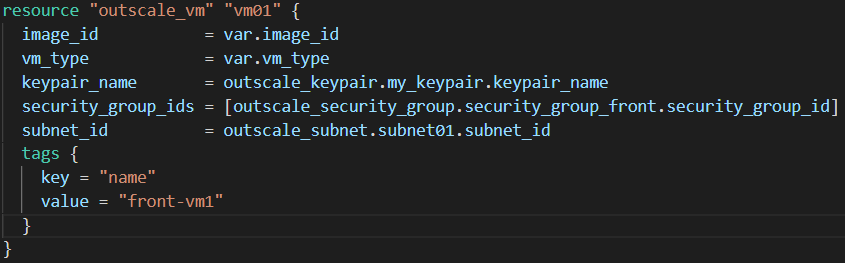 resource "outscale_vm" "vm01" {
  image_id           = var.image_id
  vm_type            = var.vm_type
  keypair_name       = outscale_keypair.my_keypair.keypair_name
  security_group_ids = [outscale_security_group.security_group_front.security_group_id]
  subnet_id          = outscale_subnet.subnet01.subnet_id
  tags {
    key = "name"
    value = "front-vm1"
  }
}